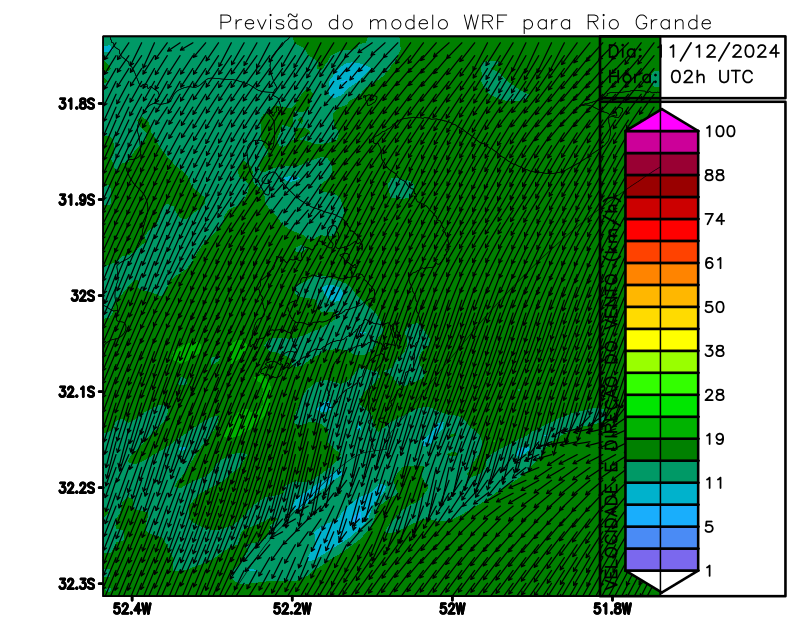 Previsão do modelo WRF para Rio Grande
Dia: 11/12/2024
Hora: 02h UTC
31.8S
31.9S
32S
32.1S
32.2S
32.3S
52.4W
52.2W
52W
51.8W
VELOCIDADE E DIREÇÃO DO VENTO (km/h)
100
88
74
61
50
38
28
19
11
5
1